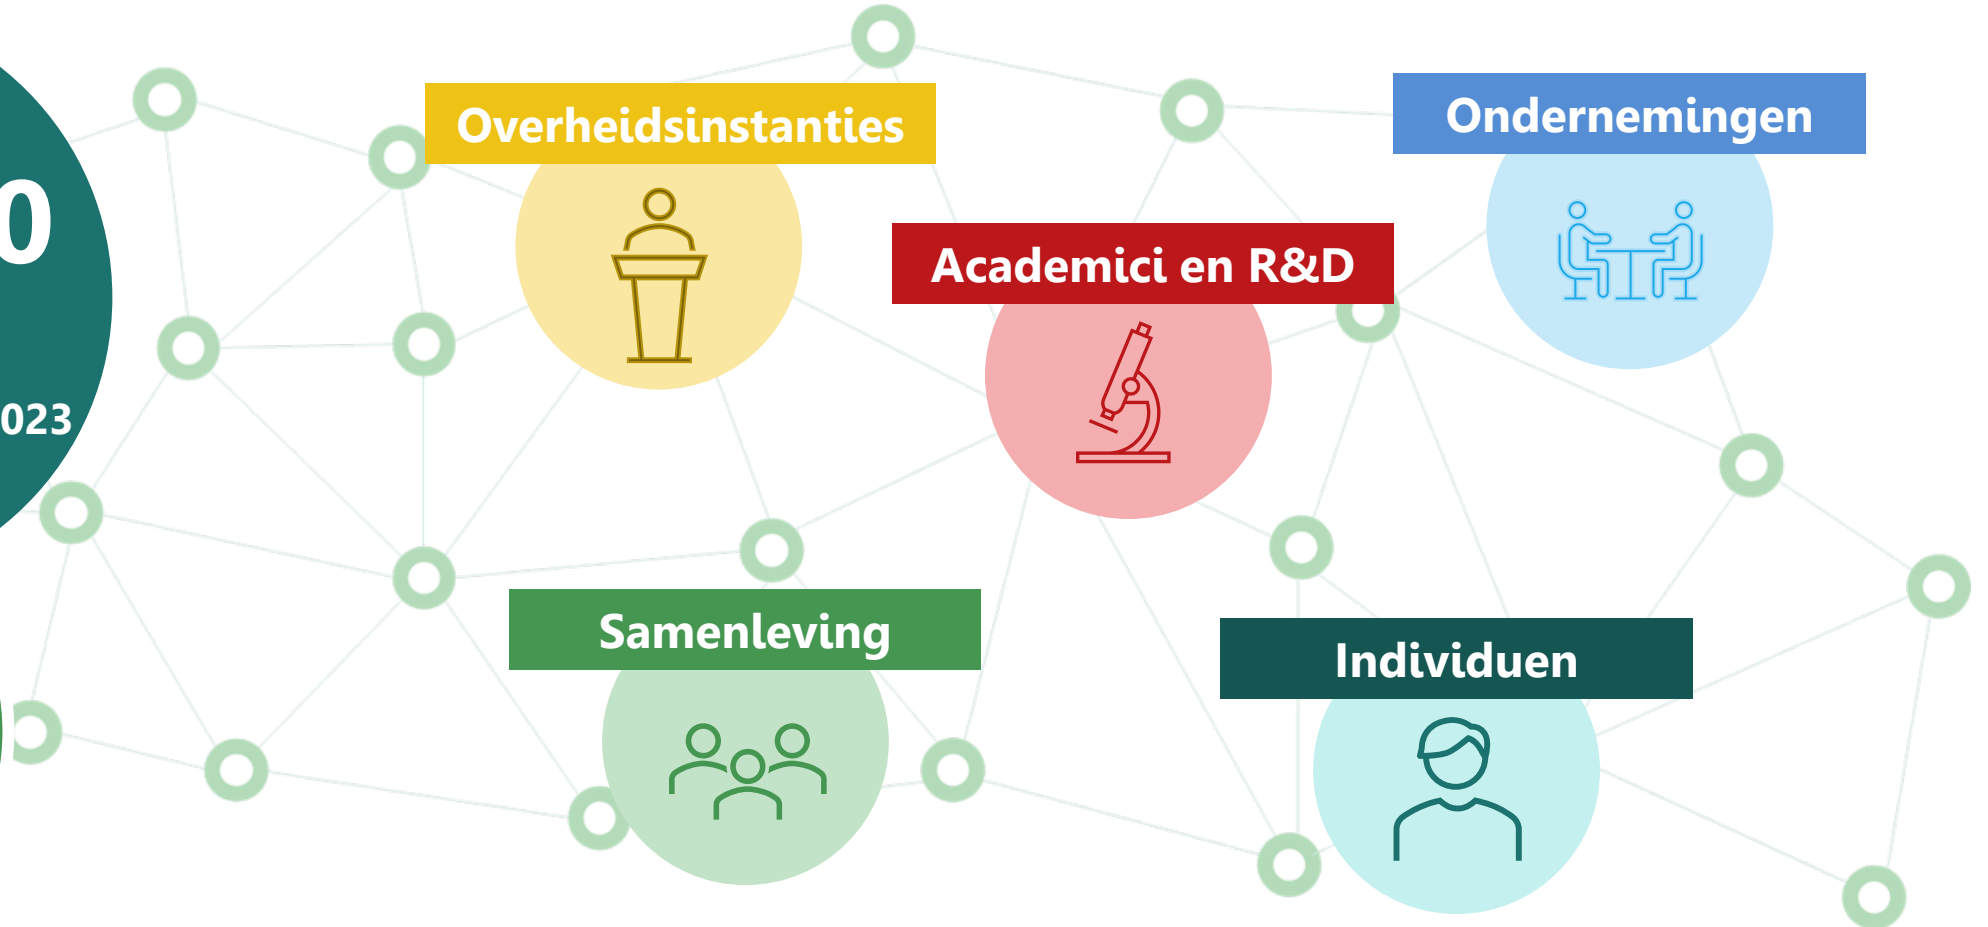 0
023
Overheidsinstanties
Ondernemingen
Academici en R&D
Samenleving
Individuen